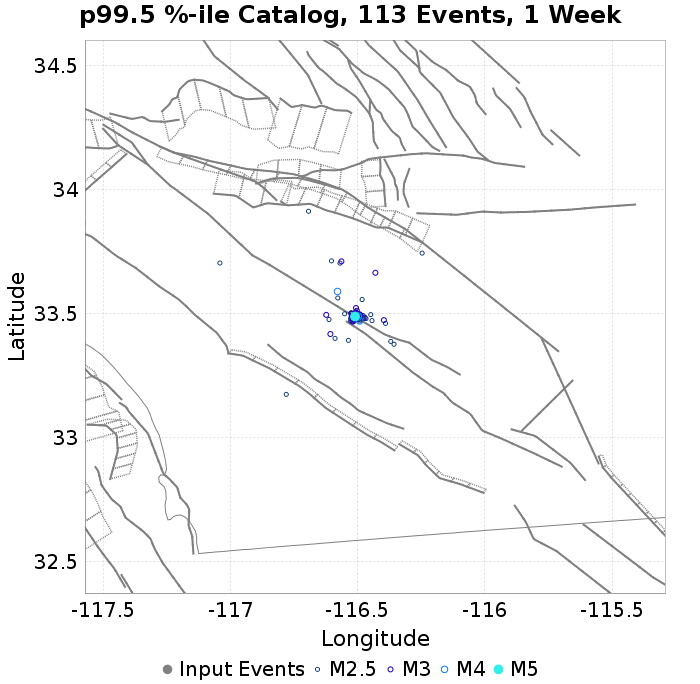 p99.5 %-ile Catalog, 113 Events, 1 Week
34.5
34
33.5
33
32.5
Latitude
-117.5 -117 -116.5 -116 -115.5
Longitude
Input Events M2.5 M3 M4 M5